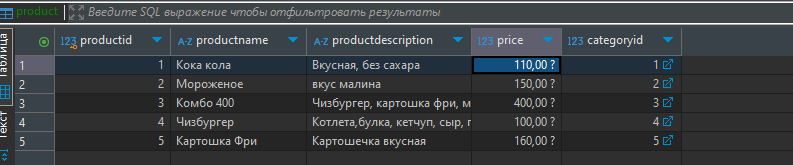 product Введите SQL выражение чтобы отфильтровать результаты
Таблица
Текст
123 productid A-Z productname A-Z productdescription 123 price 123 categoryid
1 1 Кока кола Вкусная, без сахара 110,00 ? 1
2 2 Мороженое вкус малина 150,00 ? 2
3 3 Комбо 400 Чизбургер, картошка фри, м 400,00 ? 3
4 4 Чизбургер Котлета,булка, кетчуп, сыр, г 100,00 ? 4
5 5 Картошка Фри Картошечка вкусная 160,00 ? 5